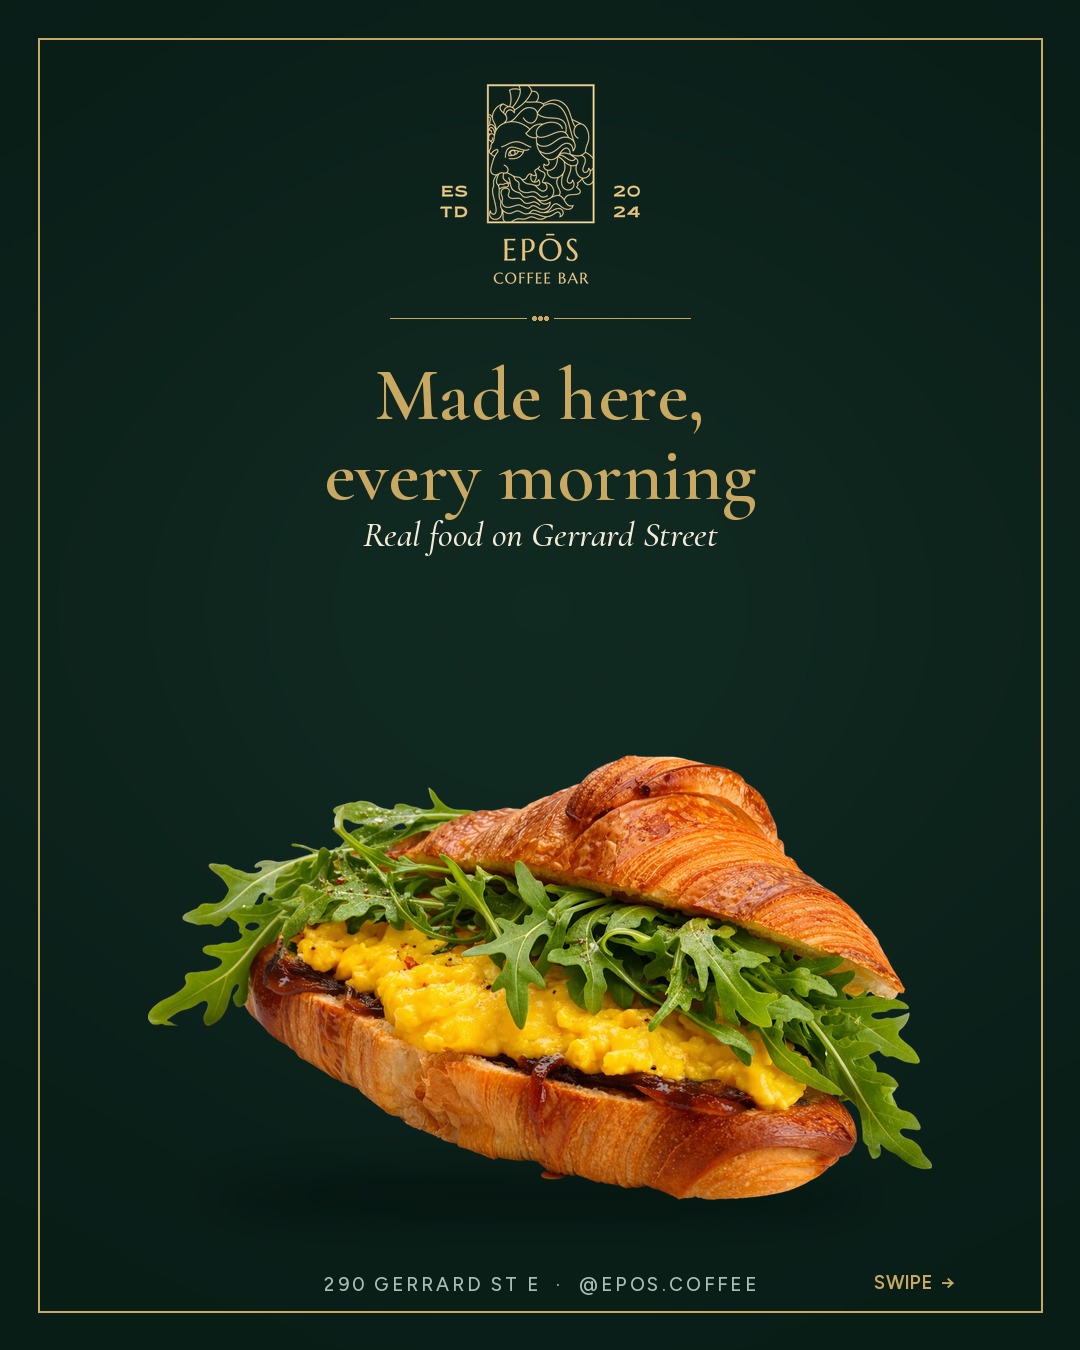 ES
TD
20
24
EPŌS
COFFEE BAR
Made here,
every morning
Real food on Gerrard Street
290 GERRARD ST E · @EPOS.COFFEE
SWIPE →